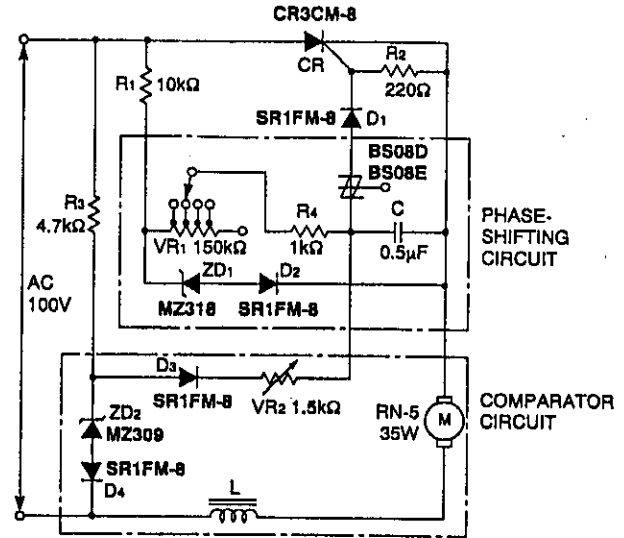 CR3CM-8
CR
R1 10kΩ
R2
220Ω
SR1FM-8 D1
BS08D
BS08E
R3
4.7kΩ
R4
1kΩ
C
0.5μF
VR1 150kΩ
PHASE-
SHIFTING
CIRCUIT
ZD1
D2
MZ318 SR1FM-8
AC
100V
D3
SR1FM-8
VR2 1.5kΩ
ZD2
MZ309
SR1FM-8
D4
L
RN-5
35W
M
COMPARATOR
CIRCUIT